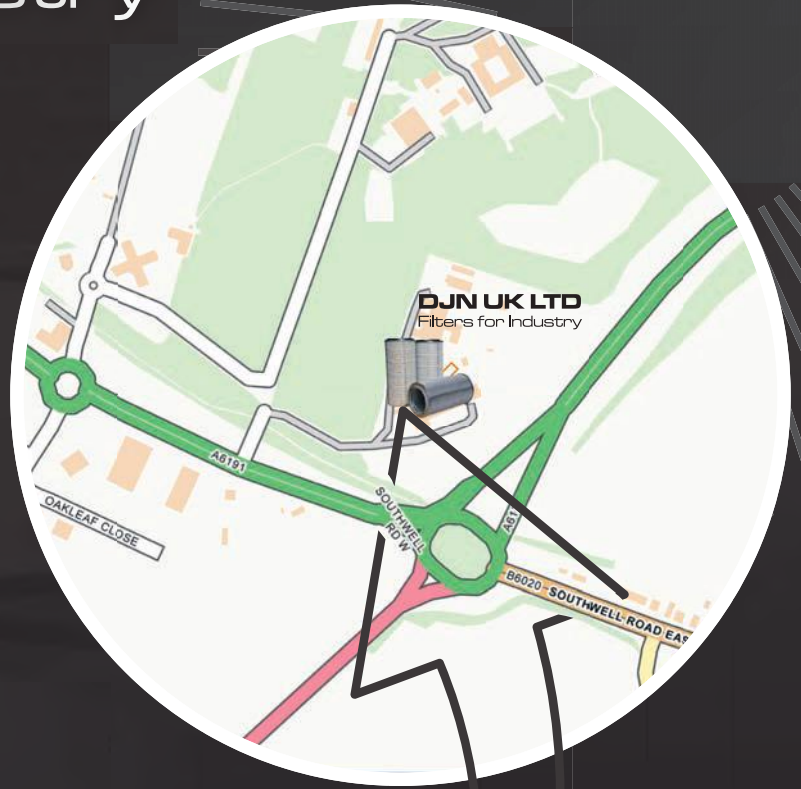 DJN UK LTD
Filters for Industry
A6191
OAKLEAF CLOSE
SOUTHWELL
RD W
A61
B6020 SOUTHWELL ROAD EAS